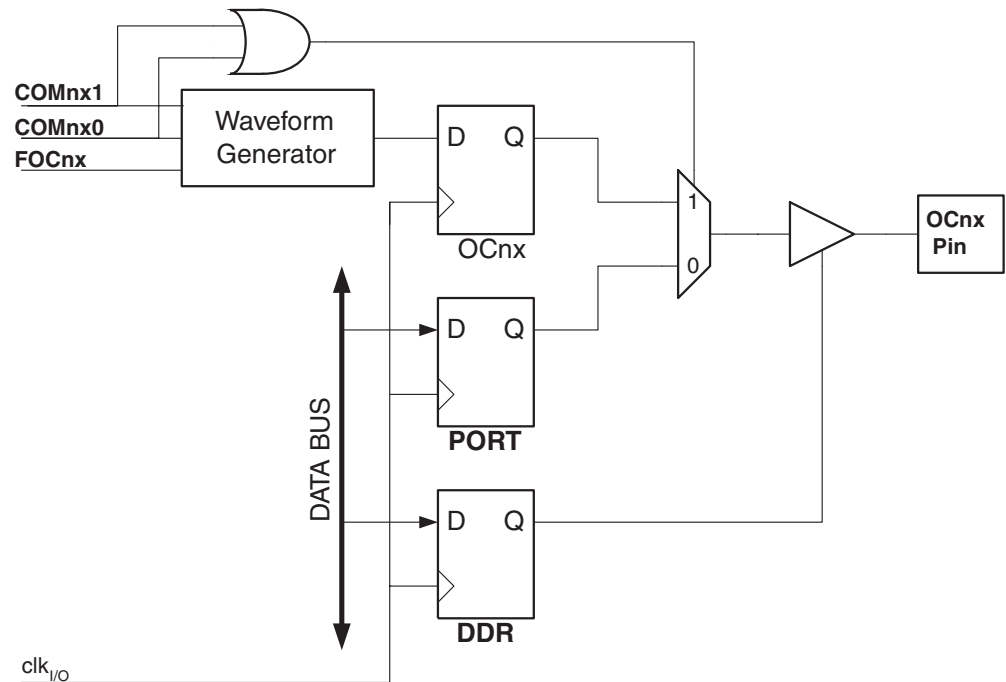 COMnx1
COMnx0
FOCnx
Waveform
Generator
D Q
OCnx
1
0
OCnx
Pin
D Q
PORT
DATA BUS
D Q
DDR
clkI/O